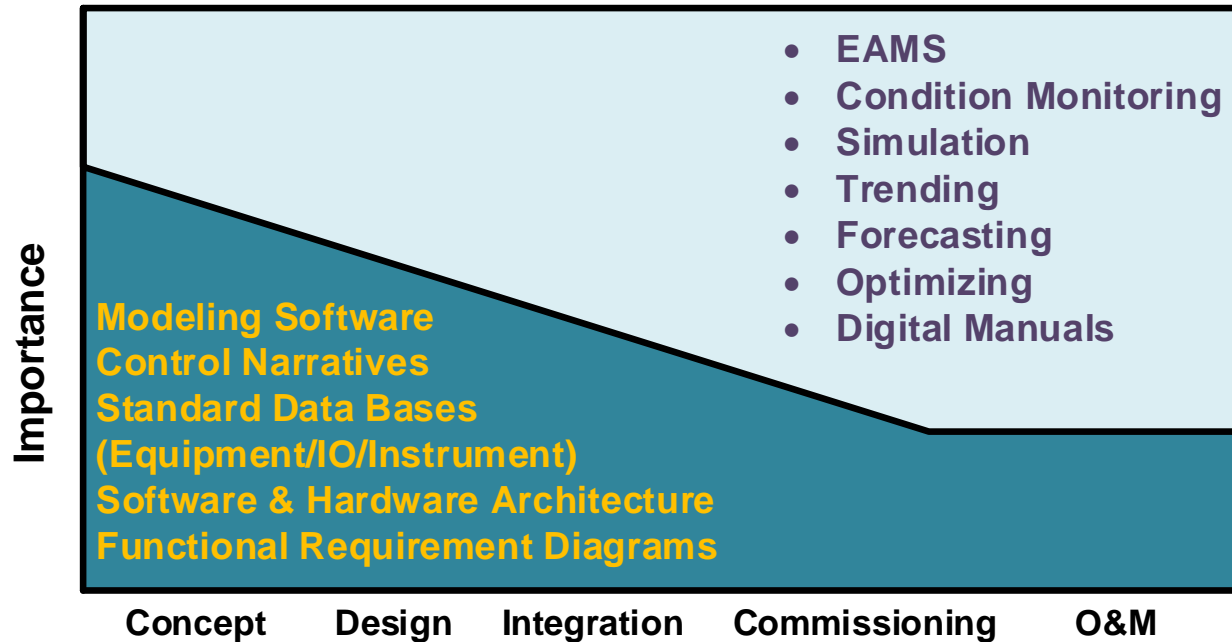 Importance
• EAMS
• Condition Monitoring
• Simulation
• Trending
• Forecasting
• Optimizing
• Digital Manuals
Modeling Software
Control Narratives
Standard Data Bases
(Equipment/IO/Instrument)
Software & Hardware Architecture
Functional Requirement Diagrams
Concept Design Integration Commissioning O&M